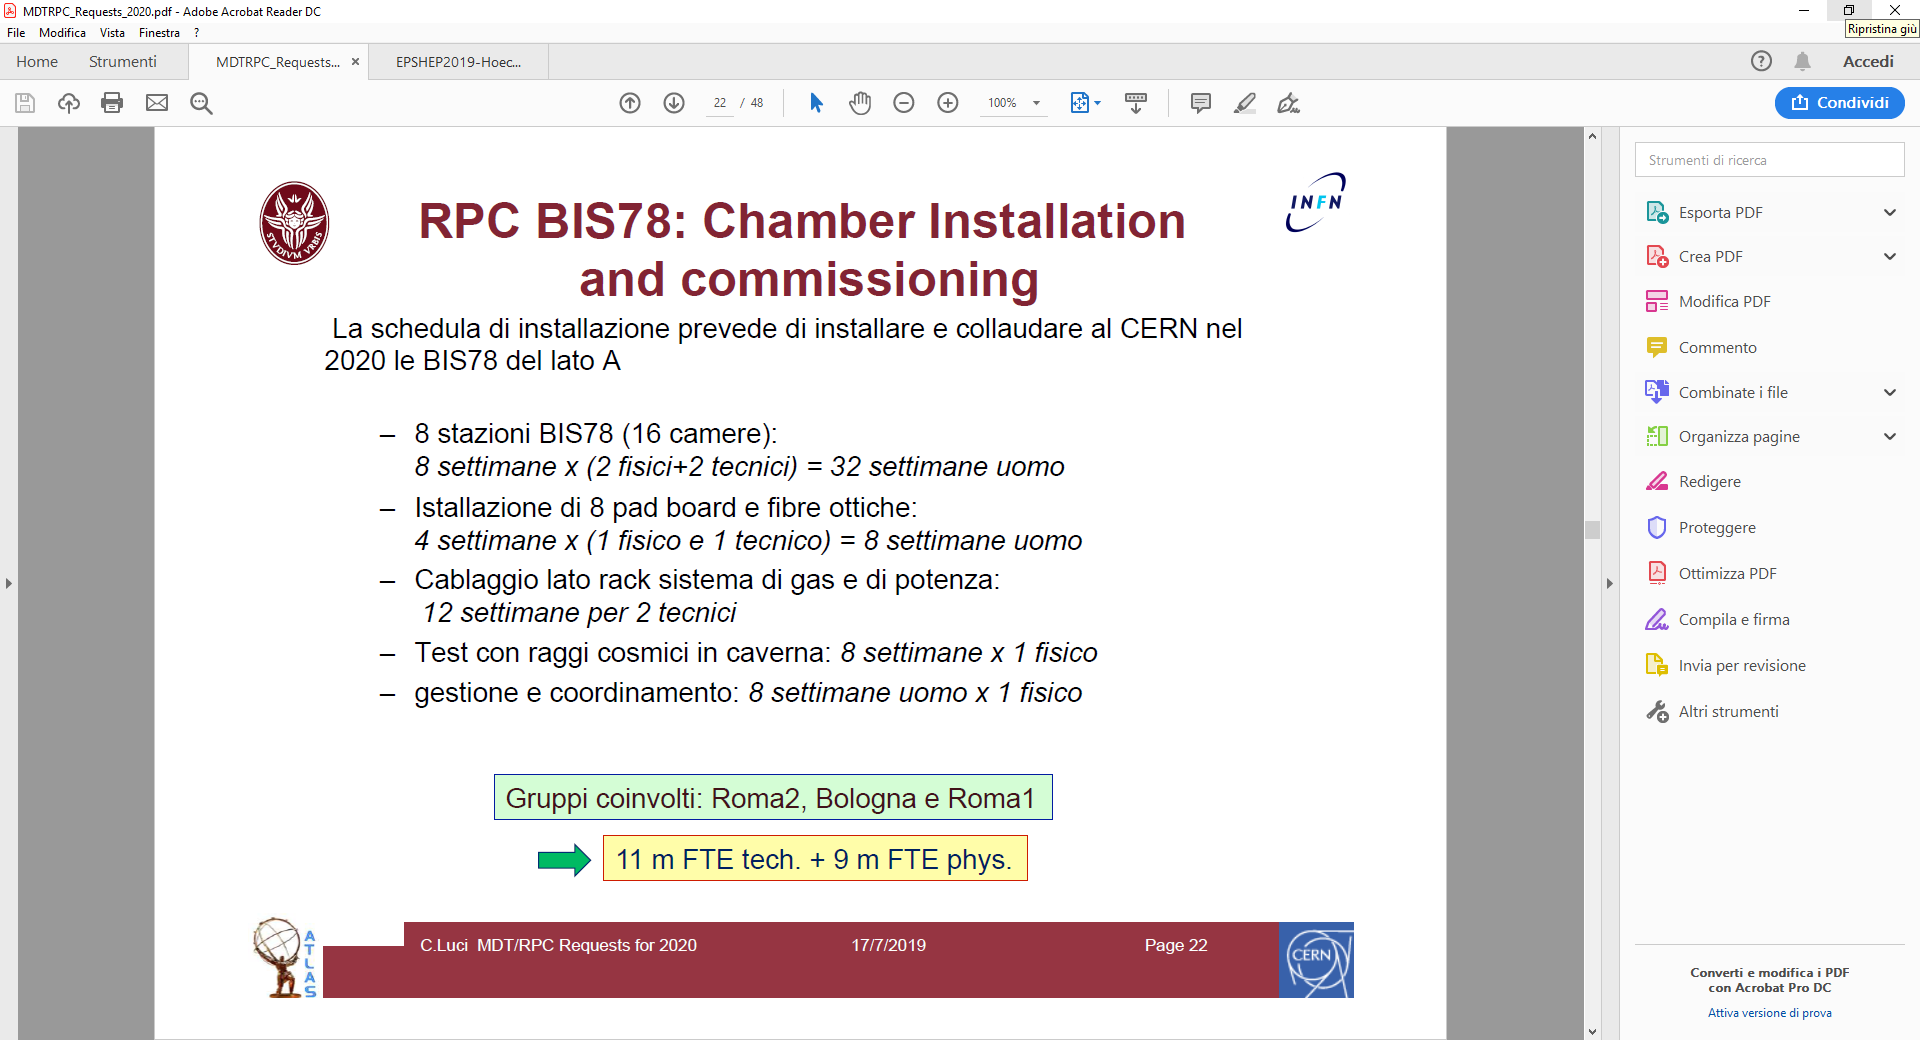 MDTRPC_Requests_2020.pdf - Adobe Acrobat Reader DC
Ripristina giù
File Modifica Vista Finestra ?
Home Strumenti MDTRPC_Requests... × EPSHEP2019-Hoec... Accedi
22 / 48 100% Condividi
Strumenti di ricerca
Esporta PDF
Crea PDF
Modifica PDF
Commento
Combinate i file
Organizza pagine
Redigere
Proteggere
Ottimizza PDF
Compila e firma
Invia per revisione
Altri strumenti
Converti e modifica i PDF
con Acrobat Pro DC
Attiva versione di prova
STVDIVM VRBIS
INFN
RPC BIS78: Chamber Installation
and commissioning
La schedula di installazione prevede di installare e collaudare al CERN nel
2020 le BIS78 del lato A
– 8 stazioni BIS78 (16 camere):
8 settimane x (2 fisici+2 tecnici) = 32 settimane uomo
– Istallazione di 8 pad board e fibre ottiche:
4 settimane x (1 fisico e 1 tecnico) = 8 settimane uomo
– Cablaggio lato rack sistema di gas e di potenza:
12 settimane per 2 tecnici
– Test con raggi cosmici in caverna: 8 settimane x 1 fisico
– gestione e coordinamento: 8 settimane uomo x 1 fisico
Gruppi coinvolti: Roma2, Bologna e Roma1
11 m FTE tech. + 9 m FTE phys.
ATLAS
C.Luci MDT/RPC Requests for 2020 17/7/2019 Page 22
CERN